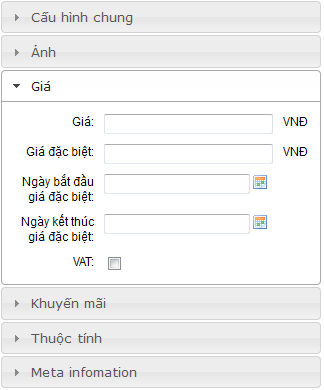 Cấu hình chung
Ảnh
Giá
Giá: VNĐ
Giá đặc biệt: VNĐ
Ngày bắt đầu
giá đặc biệt:
Ngày kết thúc
giá đặc biệt:
VAT:
Khuyến mãi
Thuộc tính
Meta infomation